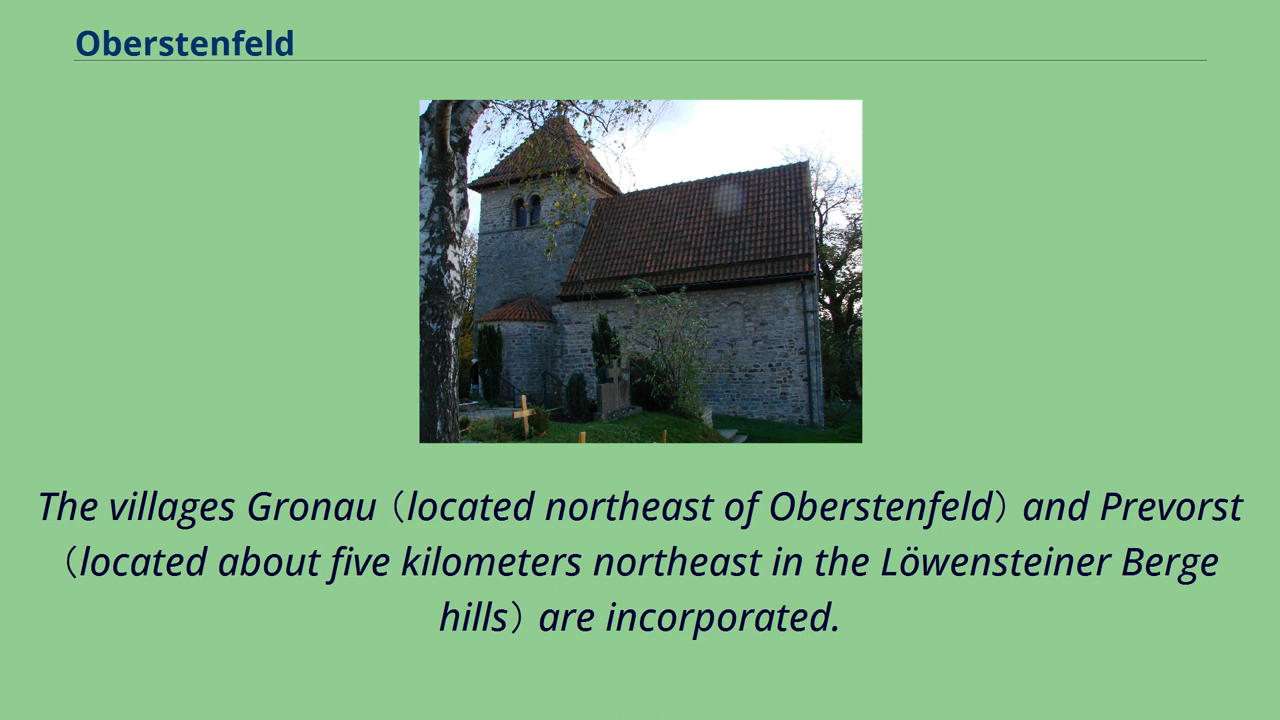 Oberstenfeld
The villages Gronau（located northeast of Oberstenfeld）and Prevorst
（located about five kilometers northeast in the Löwensteiner Berge
hills）are incorporated.